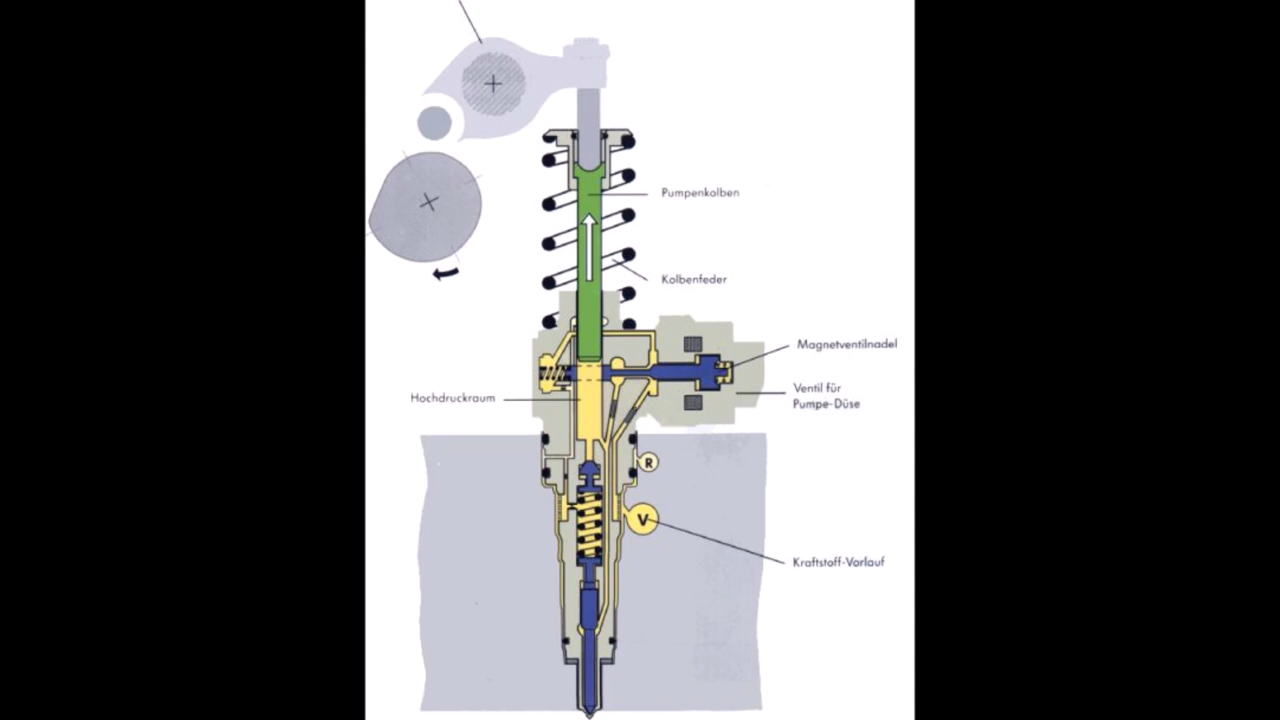 Pumpenkolben
Kolbenfeder
Magnetventilnadel
Ventil für
Pumpe-Düse
Hochdruckraum
R
V
Kraftstoff-Vorlauf